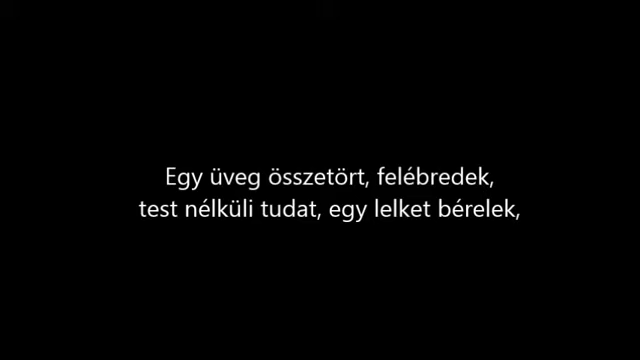 Egy üveg összetört, felébredek,
test nélküli tudat, egy lelket bérelek,